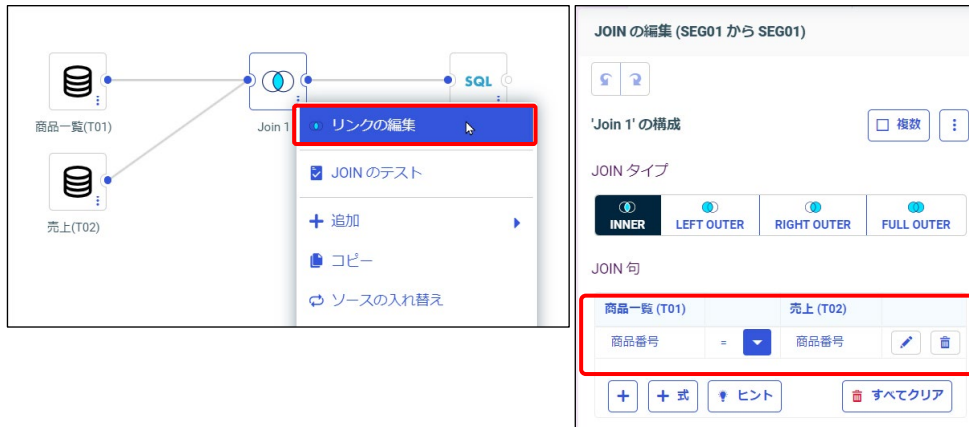 商品一覧(T01)
Join 1
SQL
売上(T02)
リンクの編集
JOIN のテスト
追加
コピー
ソースの入れ替え
JOIN の編集 (SEG01 から SEG01)
'Join 1' の構成
複数
JOIN タイプ
INNER
LEFT OUTER
RIGHT OUTER
FULL OUTER
JOIN 句
商品一覧 (T01) 売上 (T02)
商品番号 = 商品番号
+ + 式 ヒント すべてクリア